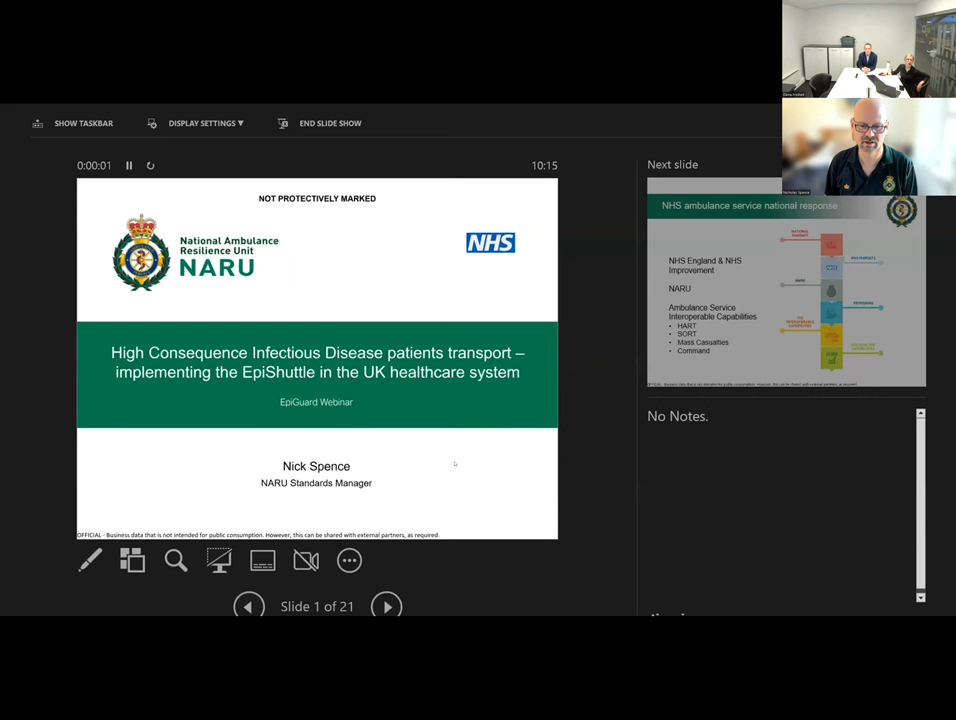 SHOW TASKBAR
DISPLAY SETTINGS ▼
END SLIDE SHOW
0:00:01
10:15
NOT PROTECTIVELY MARKED
National Ambulance
Resilience Unit
NARU
NHS
High Consequence Infectious Disease patients transport –
implementing the EpiShuttle in the UK healthcare system
EpiGuard Webinar
Nick Spence
NARU Standards Manager
OFFICIAL - Business data that is not intended for public consumption. However, this can be shared with external partners, as required.
Slide 1 of 21
Next slide
NHS ambulance service national response
NHS England & NHS
Improvement
NARU
Ambulance Service
Interoperable Capabilities
• HART
• SORT
• Mass Casualties
• Command
No Notes.
Nicholas Spence